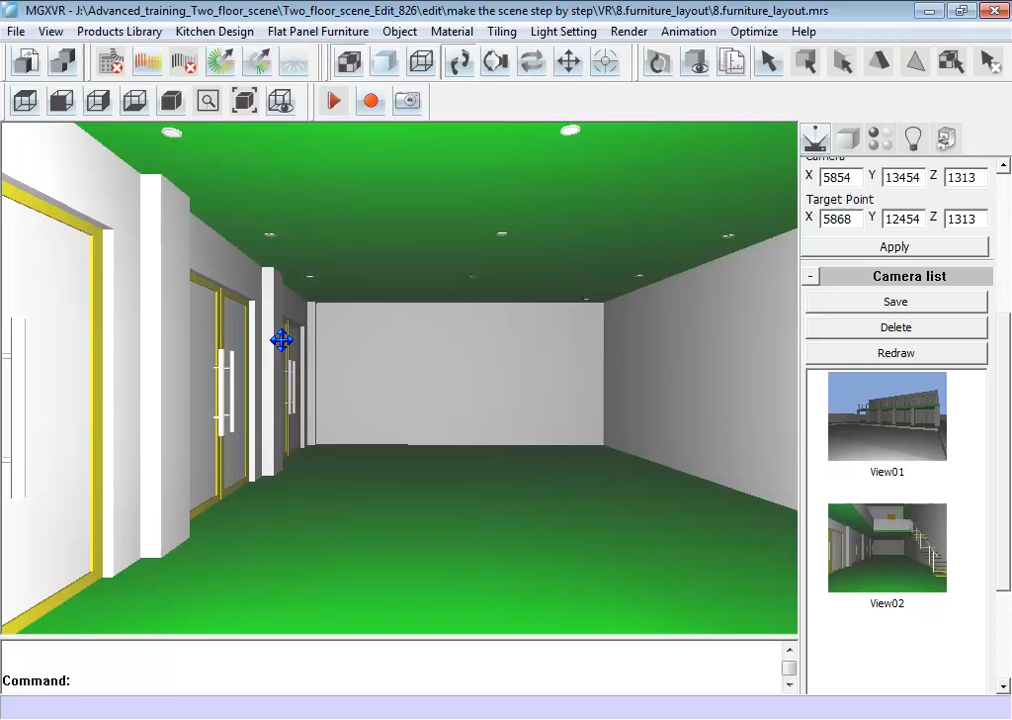 MGXVR - J:\Advanced_training_Two_floor_scene\Two_floor_scene_Edit_826\edit\make the scene step by step\VR\8.furniture_layout\8.furniture_layout.mrs
File View Products Library Kitchen Design Flat Panel Furniture Object Material Tiling Light Setting Render Animation Optimize Help
Camera
X 5854 Y 13454 Z 1313
Target Point
X 5868 Y 12454 Z 1313
Apply
- Camera list
Save
Delete
Redraw
View01
View02
Command: